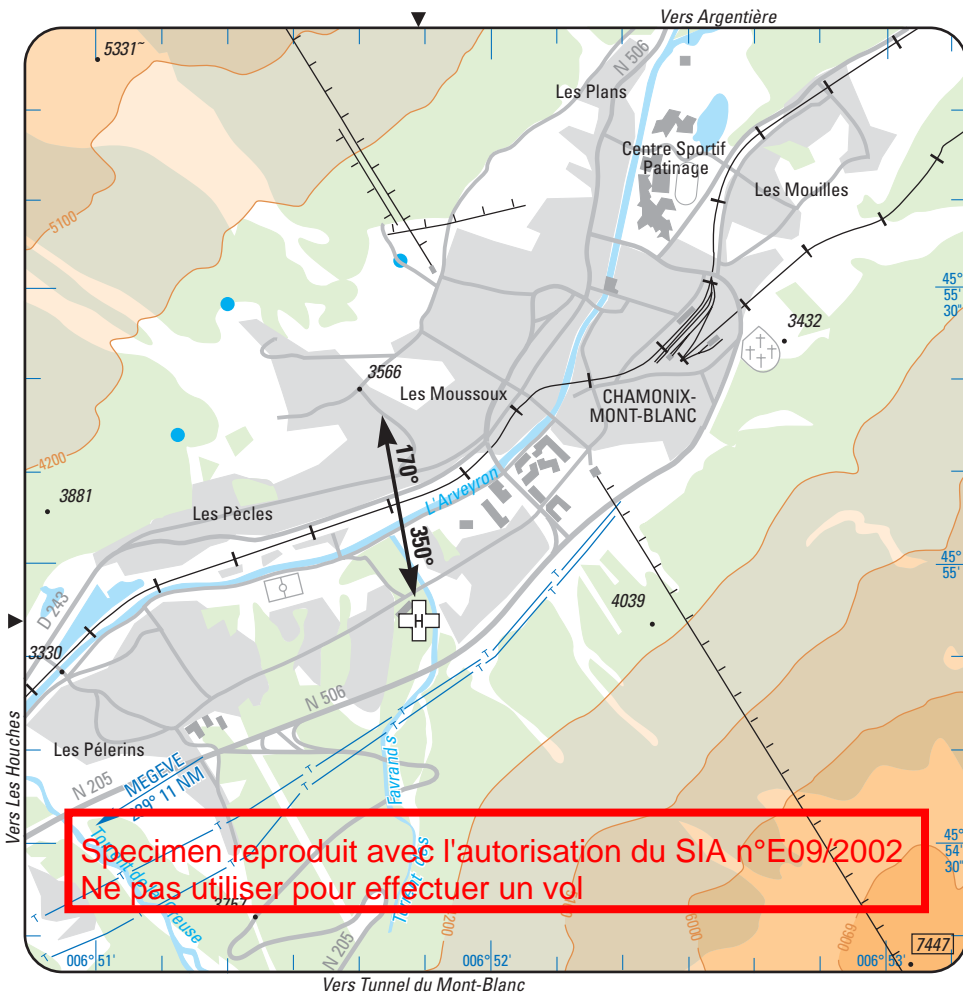 Vers Argentière
5331~
N 506
Les Plans
Centre Sportif
Patinage
Les Mouilles
5100
45°
55'
30"
3432
3566
Les Moussoux
CHAMONIX-
MONT-BLANC
4200
170°
3881
L'Arveyron
Les Pècles
350°
45°
55'
4039
D 243
H
3330
N 506
Vers Les Houches
Les Pélerins
N 205
MEGEVE
289° 11 NM
Favrands
Specimen reproduit avec l'autorisation du SIA n°E09/2002
Ne pas utiliser pour effectuer un vol
45°
54'
30"
Torrent des
3767
N 205
6000
6900
7447
006°51'
006°52'
006°53'
Vers Tunnel du Mont-Blanc